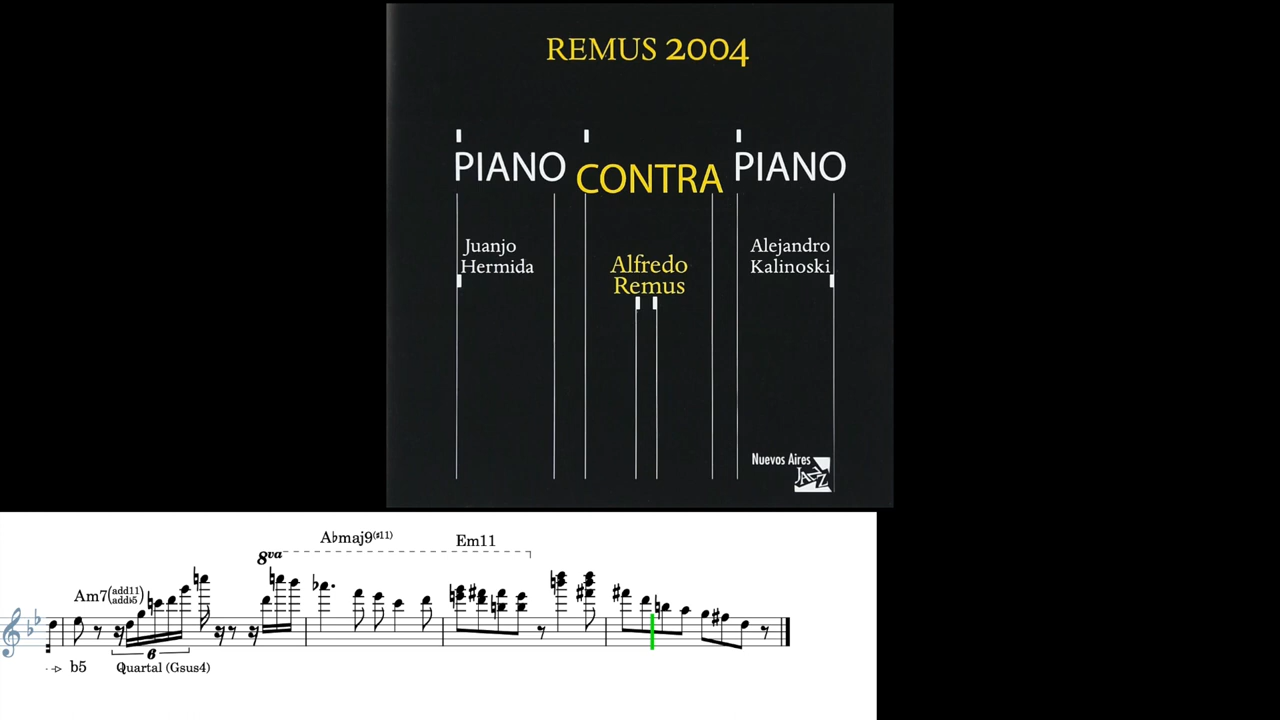 REMUS 2004
PIANO CONTRA PIANO
Juanjo
Hermida
Alfredo
Remus
Alejandro
Kalinoski
Nuevos Aires
JAZZ
8va
A♭maj9(♯11)
Em11
Am7(add11 add♭5)
6
b5
Quartal (Gsus4)